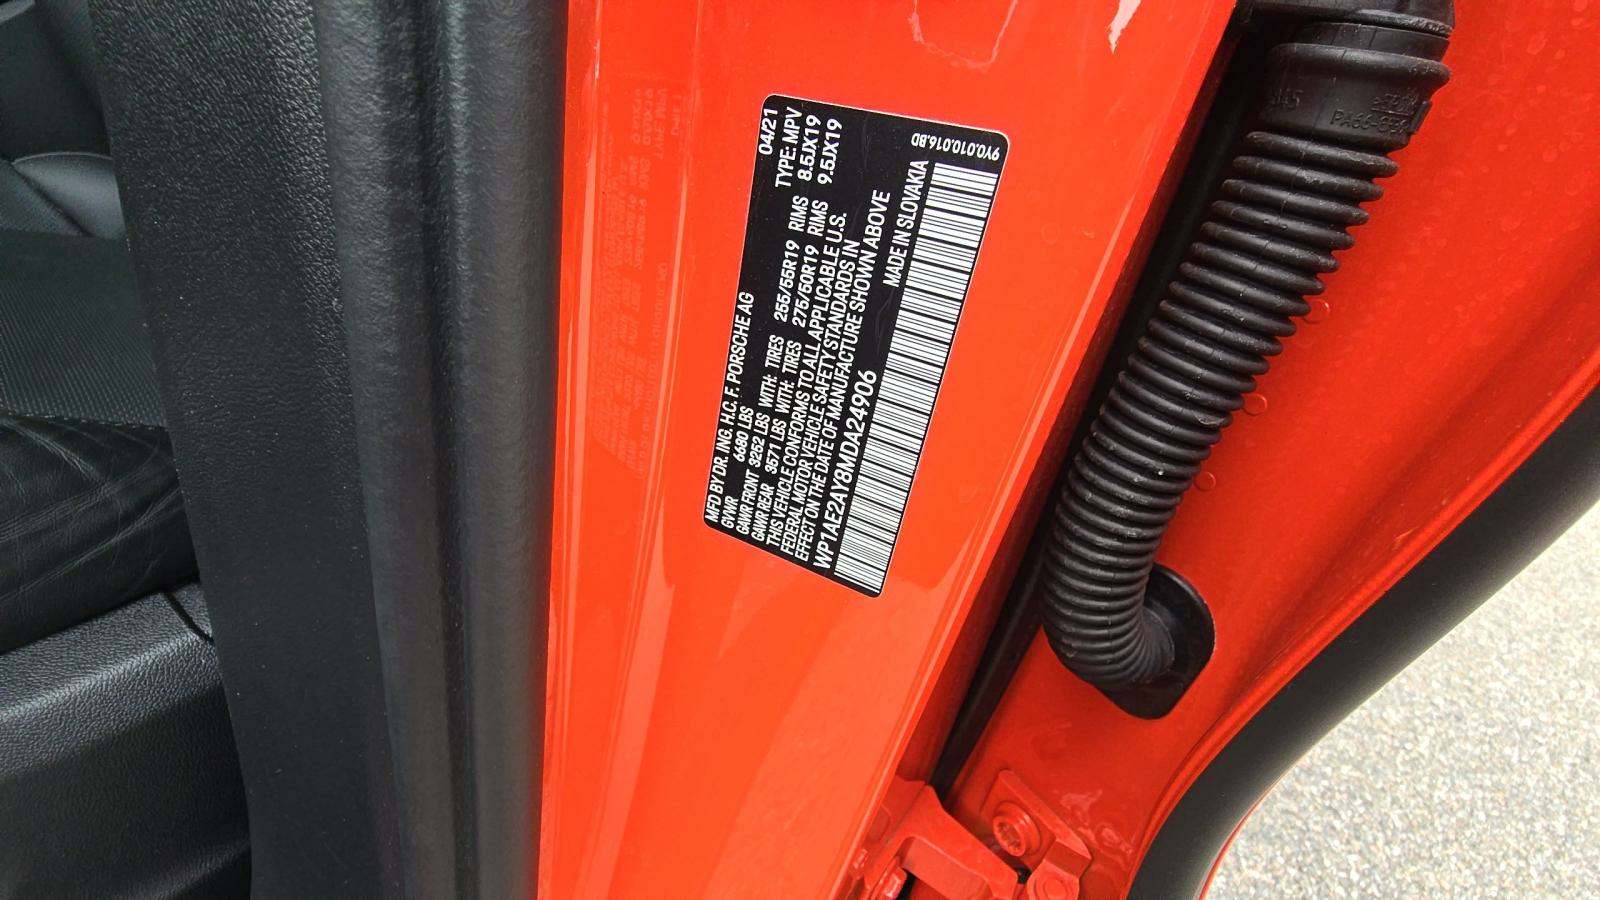 MFD BY DR. ING. H.C. F. PORSCHE AG 04/21
GVWR 6680 LBS TYPE: MPV
GAWR FRONT 3262 LBS WITH: TIRES 255/55R19 RIMS 8.5JX19
GAWR REAR 3571 LBS WITH: TIRES 275/50R19 RIMS 9.5JX19
THIS VEHICLE CONFORMS TO ALL APPLICABLE U.S.
FEDERAL MOTOR VEHICLE SAFETY STANDARDS IN
EFFECT ON THE DATE OF MANUFACTURE SHOWN ABOVE
WP1AE2AY8MDA24906 MADE IN SLOVAKIA
9Y0.010.016.BD